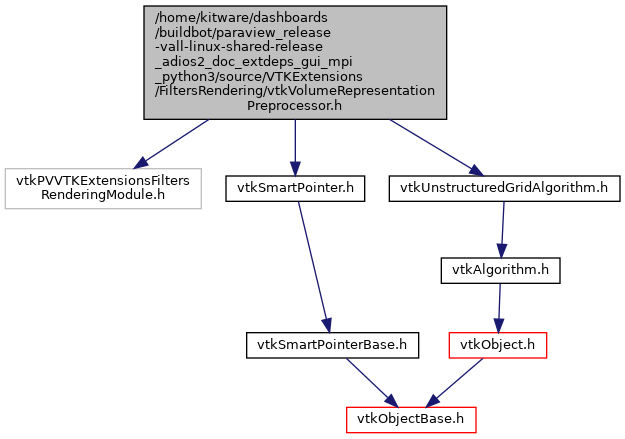 /home/kitware/dashboards
/buildbot/paraview_release
-vall-linux-shared-release
_adios2_doc_extdeps_gui_mpi
_python3/source/VTKExtensions
/FiltersRendering/vtkVolumeRepresentation
Preprocessor.h
vtkPVVTKExtensionsFilters
RenderingModule.h
vtkSmartPointer.h
vtkUnstructuredGridAlgorithm.h
vtkAlgorithm.h
vtkSmartPointerBase.h
vtkObject.h
vtkObjectBase.h